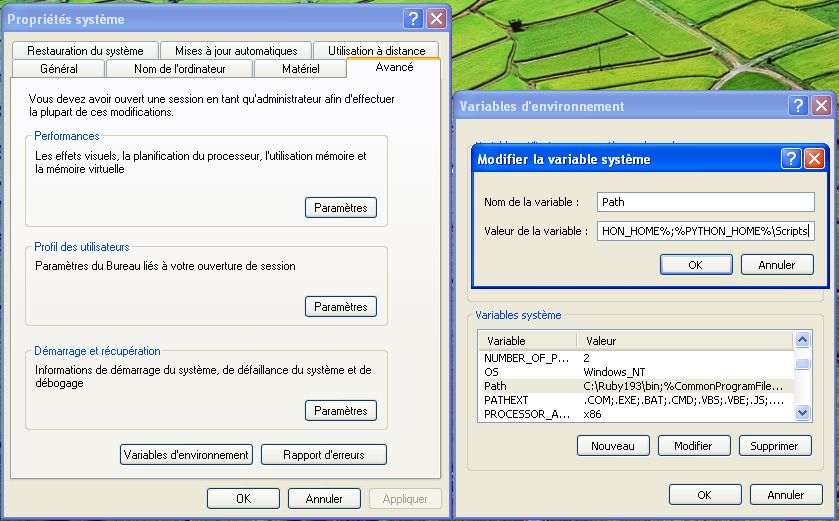 Propriétés système
Restauration du système
Mises à jour automatiques
Utilisation à distance
Général
Nom de l'ordinateur
Matériel
Avancé
Vous devez avoir ouvert une session en tant qu'administrateur afin d'effectuer
la plupart de ces modifications.
Performances
Les effets visuels, la planification du processeur, l'utilisation mémoire et
la mémoire virtuelle
Paramètres
Profil des utilisateurs
Paramètres du Bureau liés à votre ouverture de session
Paramètres
Démarrage et récupération
Informations de démarrage du système, de défaillance du système et de
débogage
Paramètres
Variables d'environnement
Rapport d'erreurs
OK
Annuler
Appliquer
Variables d'environnement
Modifier la variable système
Nom de la variable :
Path
Valeur de la variable :
HON_HOME%;%PYTHON_HOME%\Scripts
OK
Annuler
Variables système
Variable
Valeur
NUMBER_OF_P...
2
OS
Windows_NT
Path
C:\Ruby193\bin;%CommonProgramFile...
PATHEXT
.COM;.EXE;.BAT;.CMD;.VBS;.VBE;.JS;....
PROCESSOR_A...
x86
Nouveau
Modifier
Supprimer
OK
Annuler